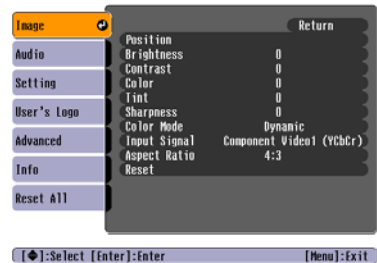 Image
Audio
Setting
User's Logo
Advanced
Info
Reset All
Return
Position
Brightness 0
Contrast 0
Color 0
Tint 0
Sharpness 0
Color Mode Dynamic
Input Signal Component Video1 (YCbCr)
Aspect Ratio 4:3
Reset
[◆]:Select [Enter]:Enter [Menu]:Exit